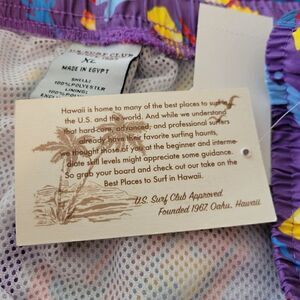 U.S. SURF CLUB
XL
MADE IN EGYPT
SHELL:
100% POLYESTER
LINING:
100% POLYESTER
Hawaii is home to many of the best places to surf in
the U.S. and the world. And while we understand
that hard-core, advanced, and professional surfers
already have their favorite surfing haunts,
we thought those of you at the beginner and interme-
diate skill levels might appreciate some guidance.
So grab your board and check out our take on the
Best Places to Surf in Hawaii.
U.S. Surf Club Approved
Founded 1967, Oahu, Hawaii